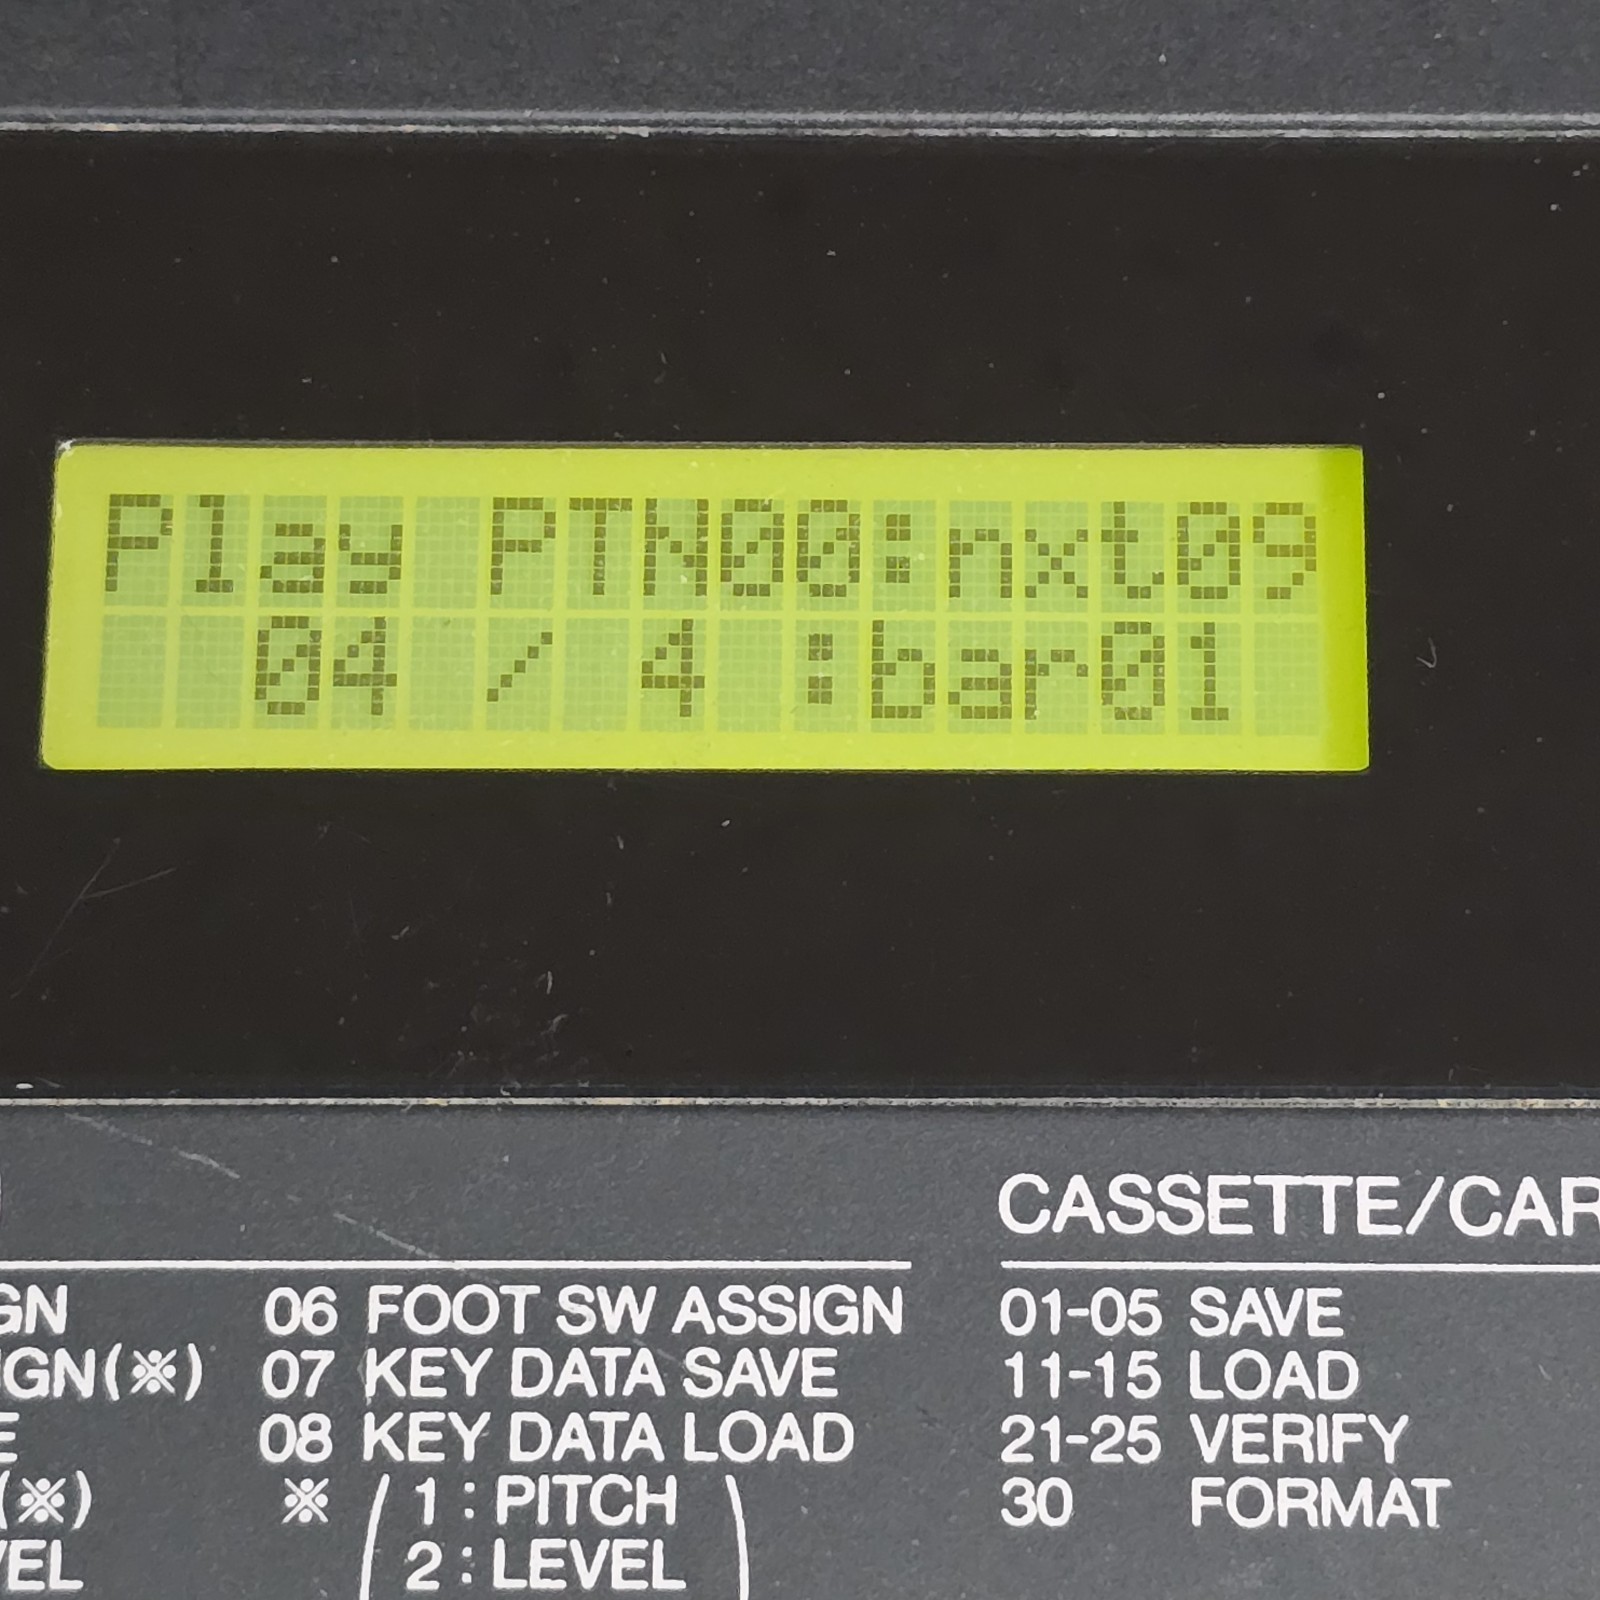 Play PTN00:nxt09
04 / 4 :bar01
CASSETTE/CAR
GN
06 FOOT SW ASSIGN
01-05 SAVE
IGN(※)
07 KEY DATA SAVE
11-15 LOAD
E
08 KEY DATA LOAD
21-25 VERIFY
(※)
※ ( 1 : PITCH )
30 FORMAT
VEL
2 : LEVEL